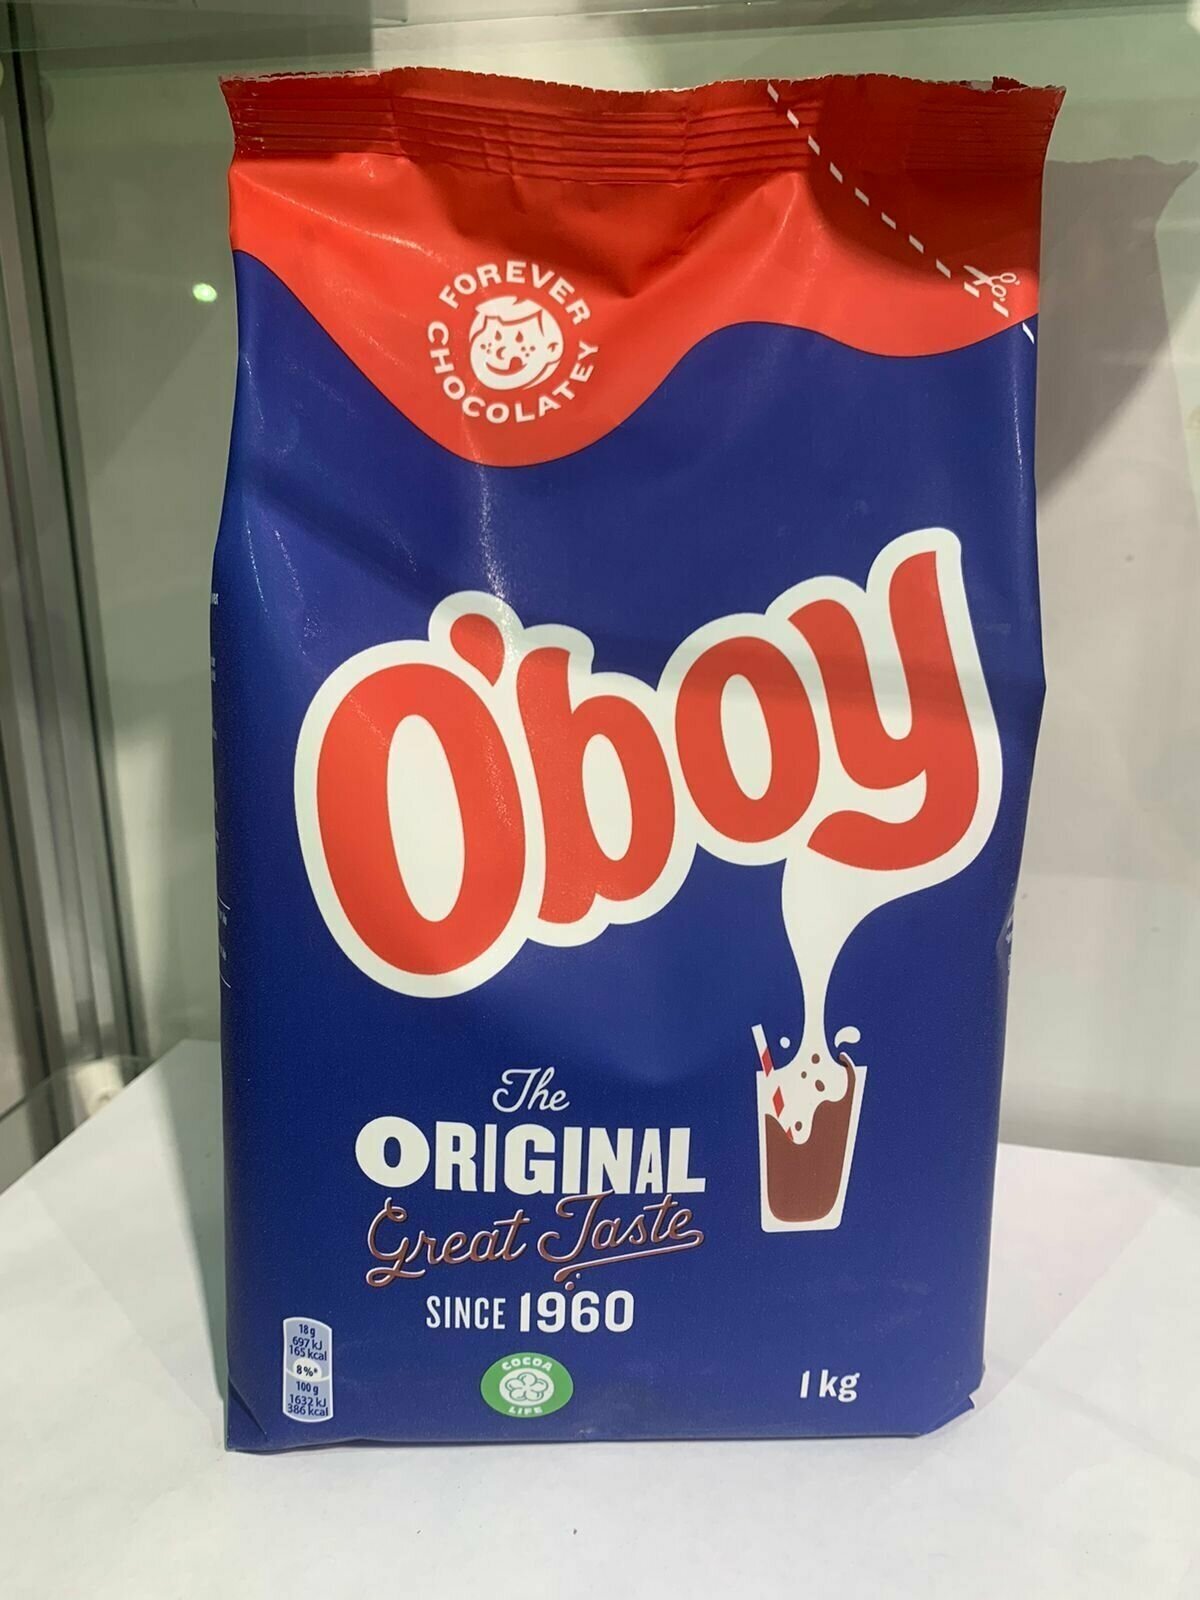 FOREVER
CHOCOLATEY
O'boy
The
ORIGINAL
Great Taste
SINCE 1960
18 g
697 kJ
165 kcal
8%*
100 g
1632 kJ
386 kcal
COCOA
LIFE
1 kg